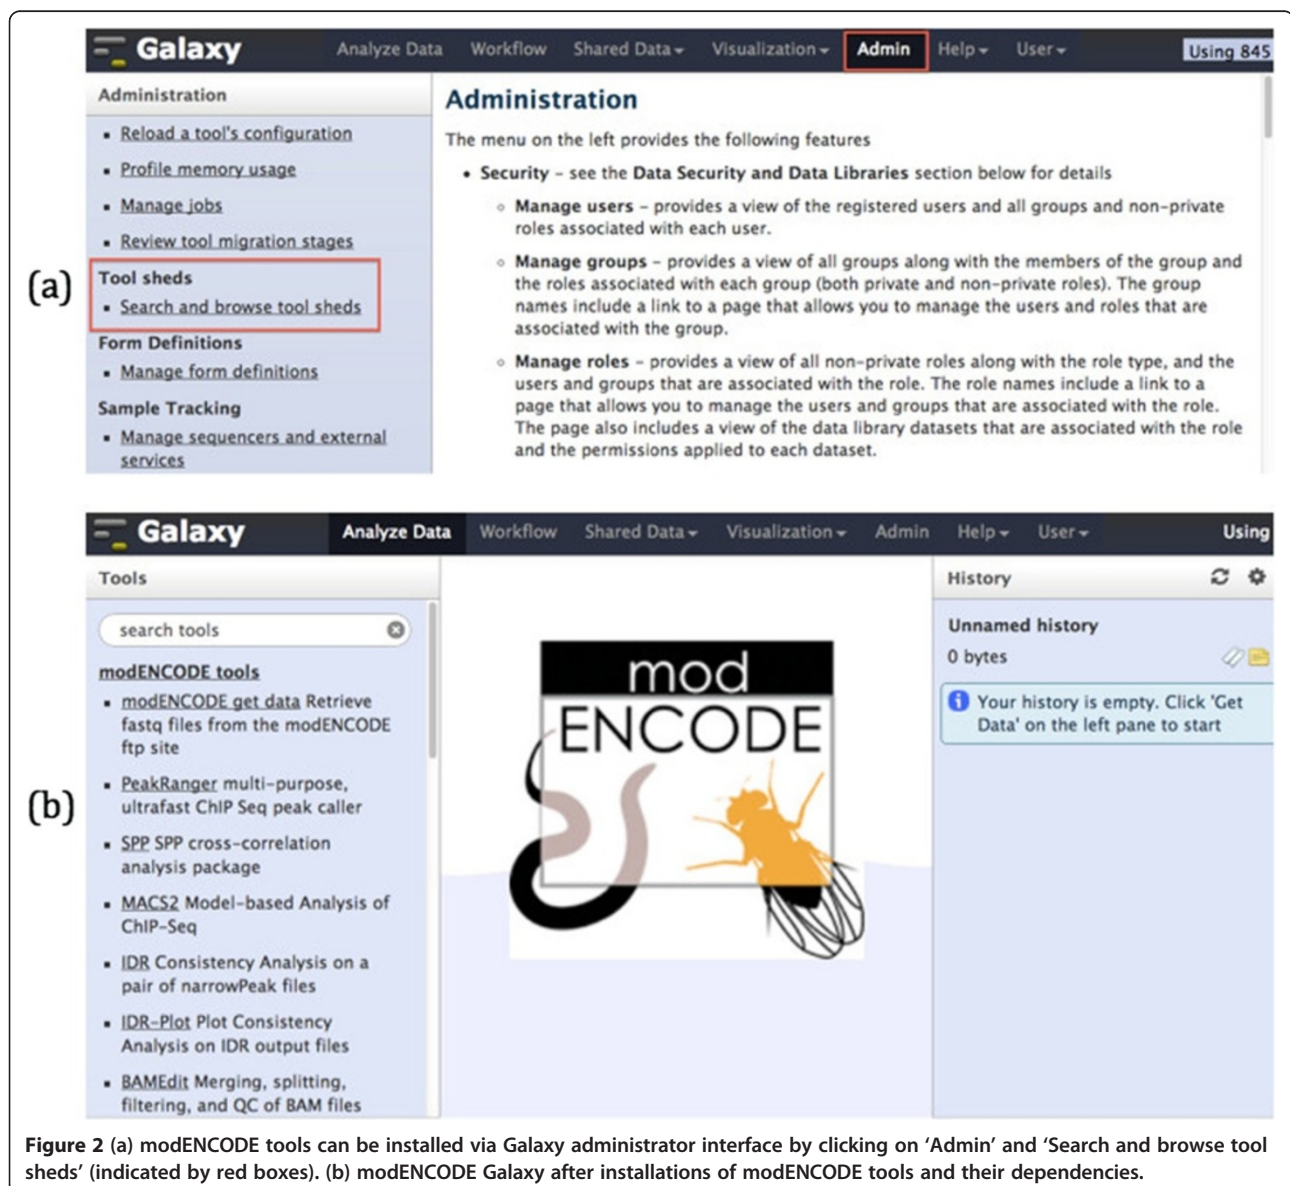 Galaxy Analyze Data Workflow Shared Data Visualization Admin Help User Using 845
Administration
Reload a tool's configuration
Profile memory usage
Manage jobs
Review tool migration stages
Tool sheds
Search and browse tool sheds
Form Definitions
Manage form definitions
Sample Tracking
Manage sequencers and external
services
Administration
The menu on the left provides the following features
• Security – see the Data Security and Data Libraries section below for details
◦ Manage users – provides a view of the registered users and all groups and non-private
roles associated with each user.
◦ Manage groups – provides a view of all groups along with the members of the group and
the roles associated with each group (both private and non-private roles). The group
names include a link to a page that allows you to manage the users and roles that are
associated with the group.
◦ Manage roles – provides a view of all non-private roles along with the role type, and the
users and groups that are associated with the role. The role names include a link to a
page that allows you to manage the users and groups that are associated with the role.
The page also includes a view of the data library datasets that are associated with the role
and the permissions applied to each dataset.
(a)
Galaxy Analyze Data Workflow Shared Data Visualization Admin Help User Using
Tools
search tools
modENCODE tools
modENCODE get data Retrieve
fastq files from the modENCODE
ftp site
PeakRanger multi-purpose,
ultrafast ChIP Seq peak caller
SPP SPP cross-correlation
analysis package
MACS2 Model-based Analysis of
ChIP-Seq
IDR Consistency Analysis on a
pair of narrowPeak files
IDR-Plot Plot Consistency
Analysis on IDR output files
BAMEdit Merging, splitting,
filtering, and QC of BAM files
mod
ENCODE
History
Unnamed history
0 bytes
Your history is empty. Click 'Get
Data' on the left pane to start
(b)
Figure 2 (a) modENCODE tools can be installed via Galaxy administrator interface by clicking on 'Admin' and 'Search and browse tool
sheds' (indicated by red boxes). (b) modENCODE Galaxy after installations of modENCODE tools and their dependencies.